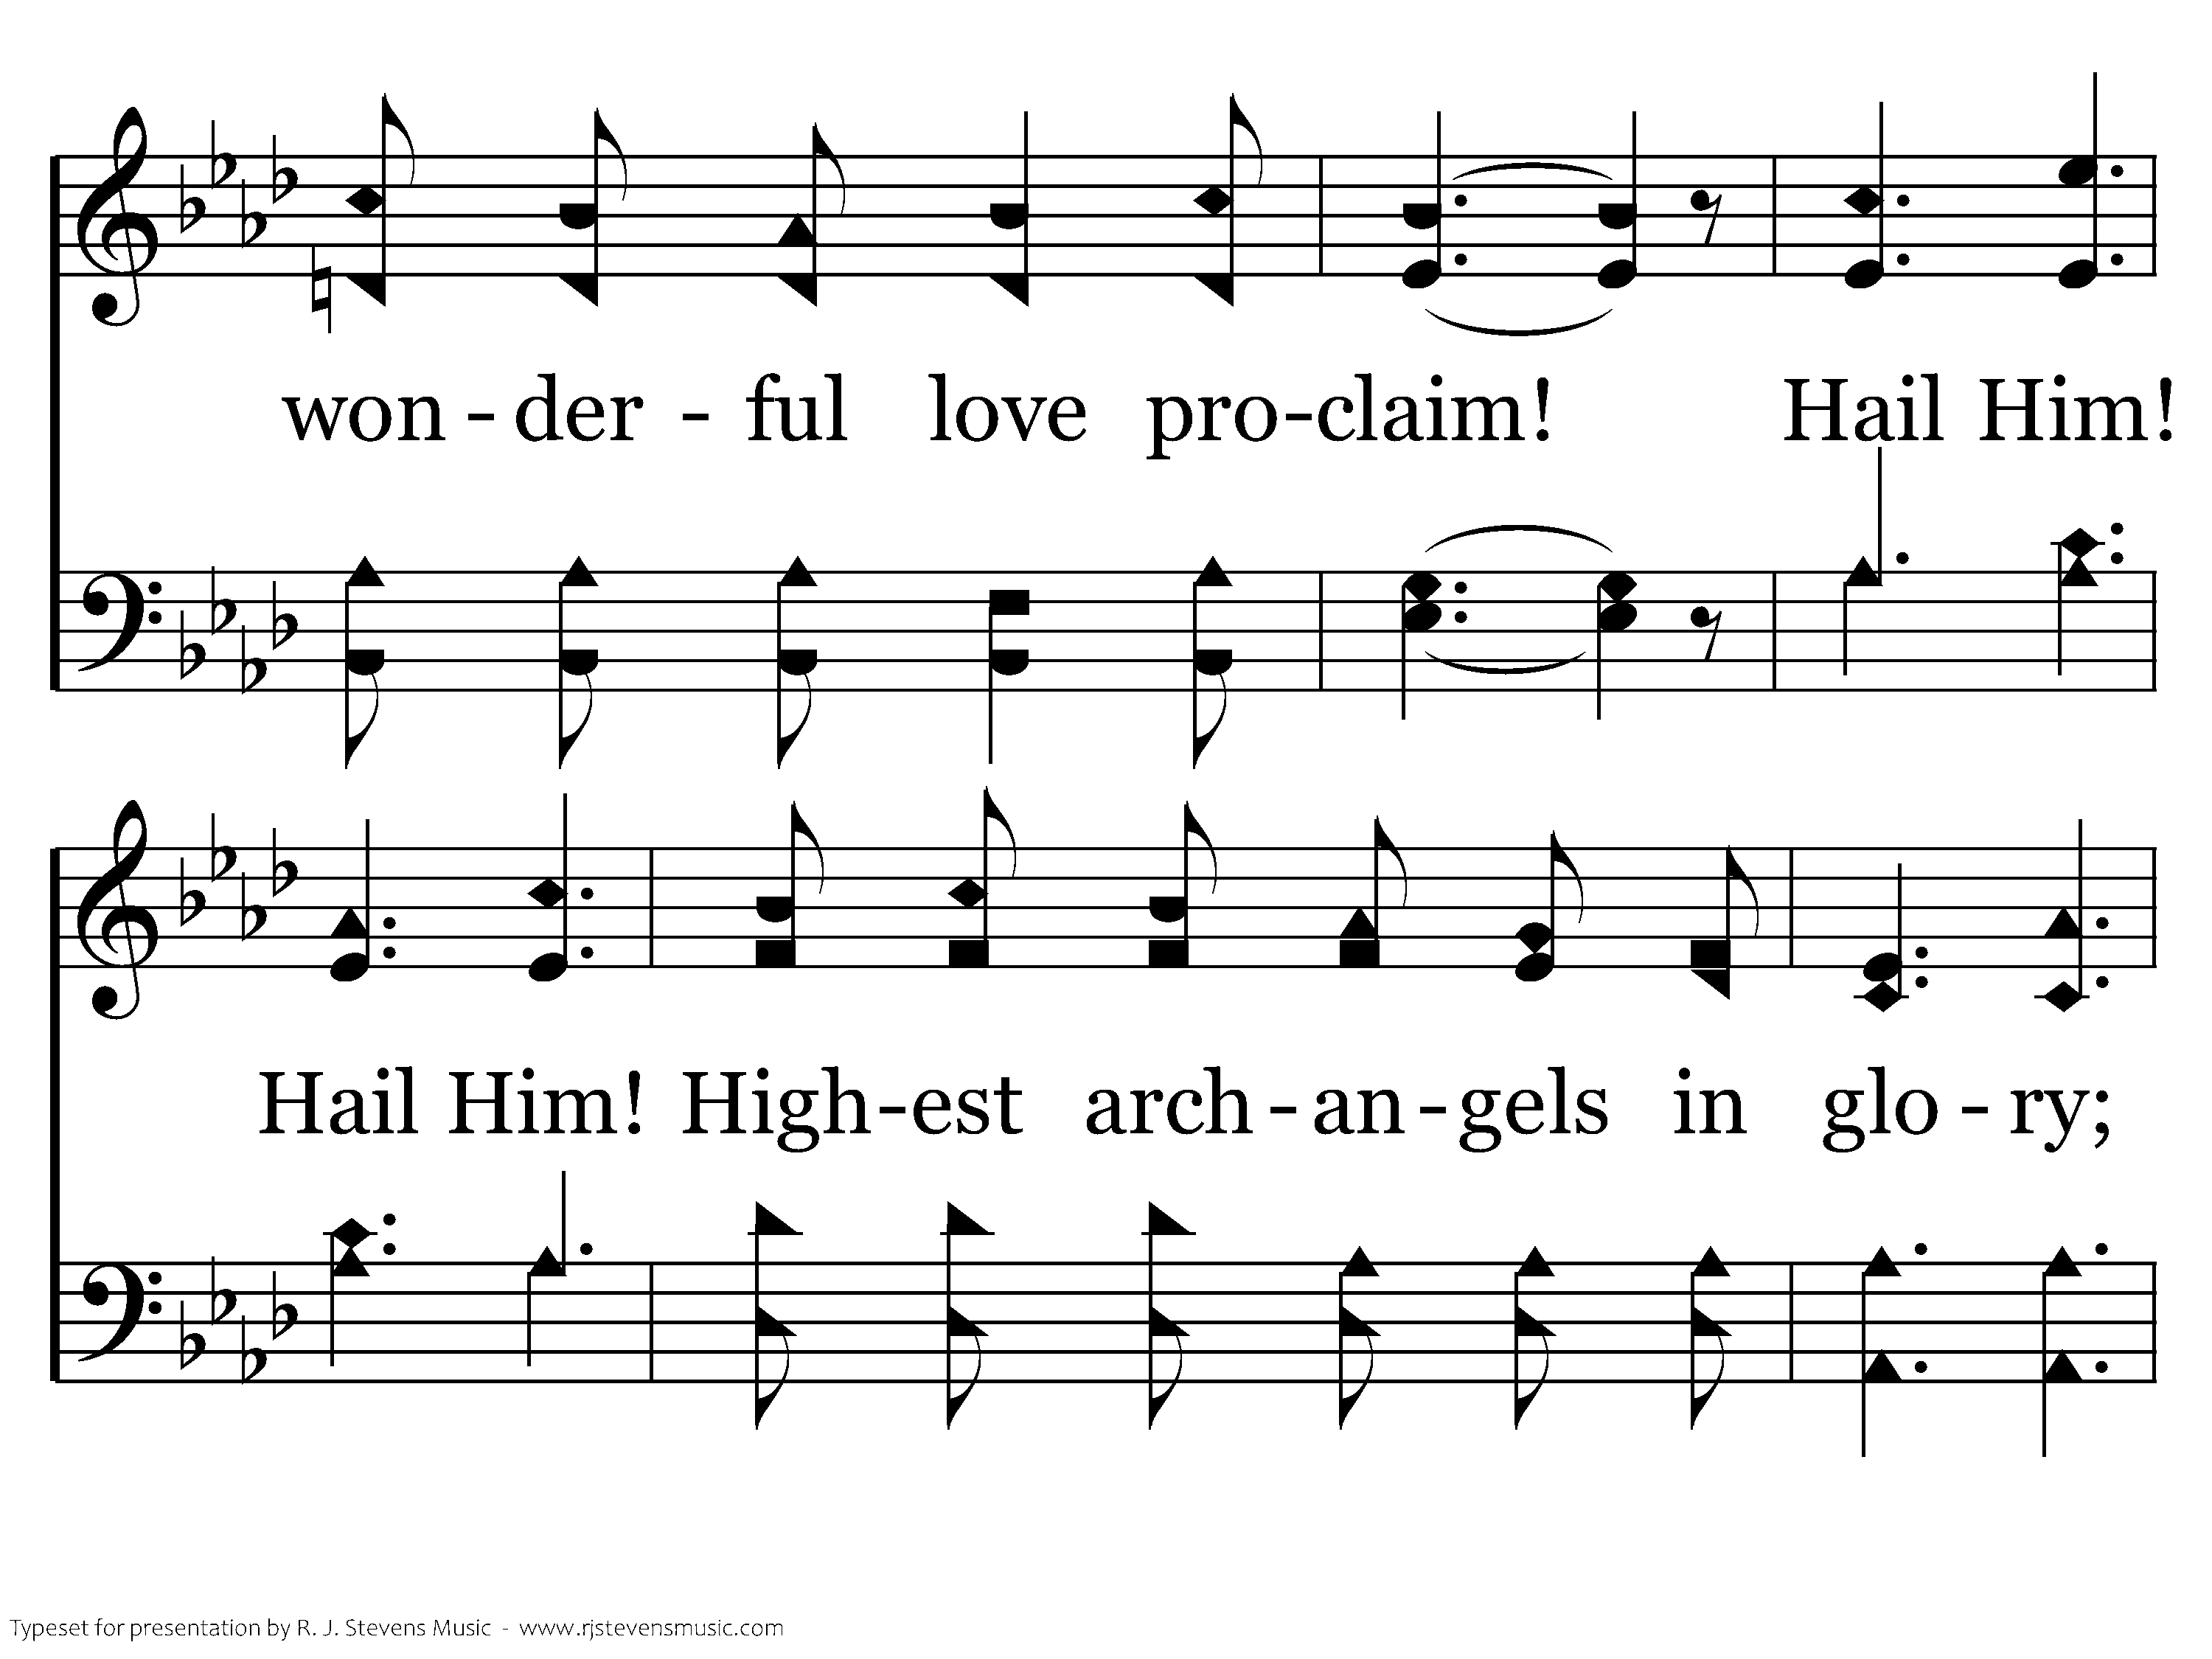 won - der - ful love pro-claim! Hail Him!
Hail Him! High-est arch - an - gels in glo - ry;
Typeset for presentation by R. J. Stevens Music - www.rjstevensmusic.com